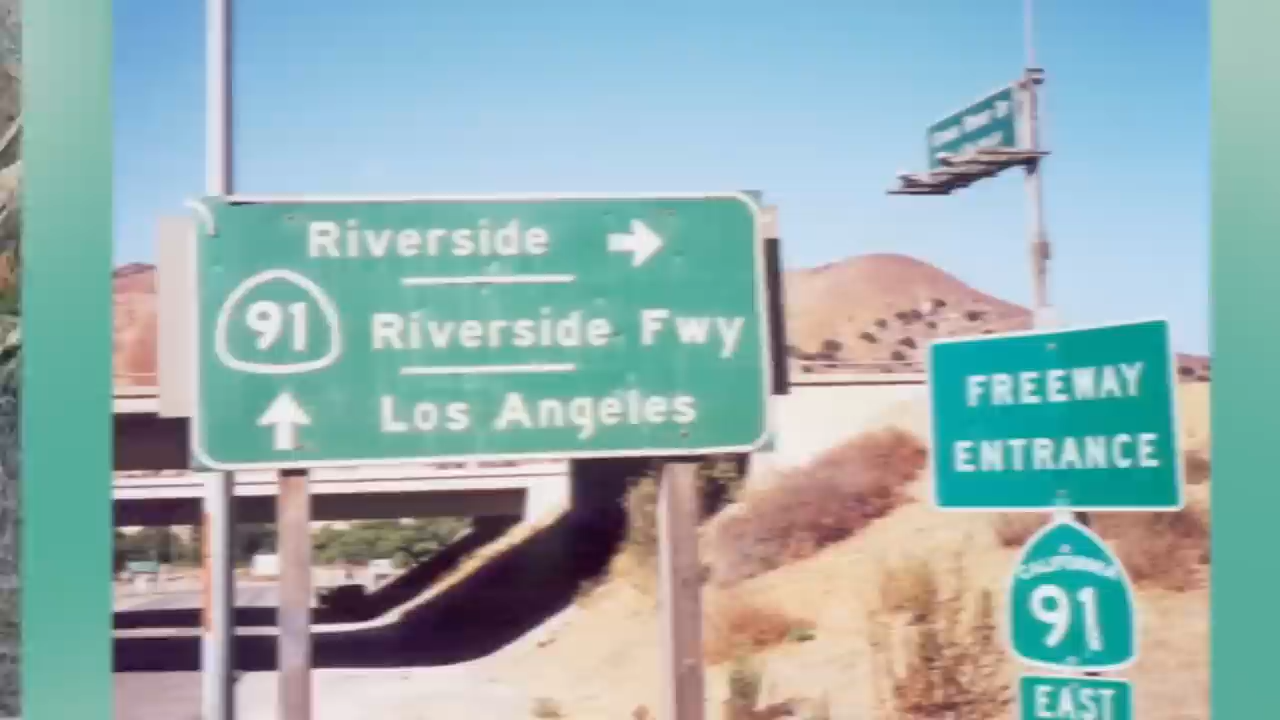 Riverside
91 Riverside Fwy
Los Angeles
FREEWAY
ENTRANCE
CALIFORNIA
91
EAST